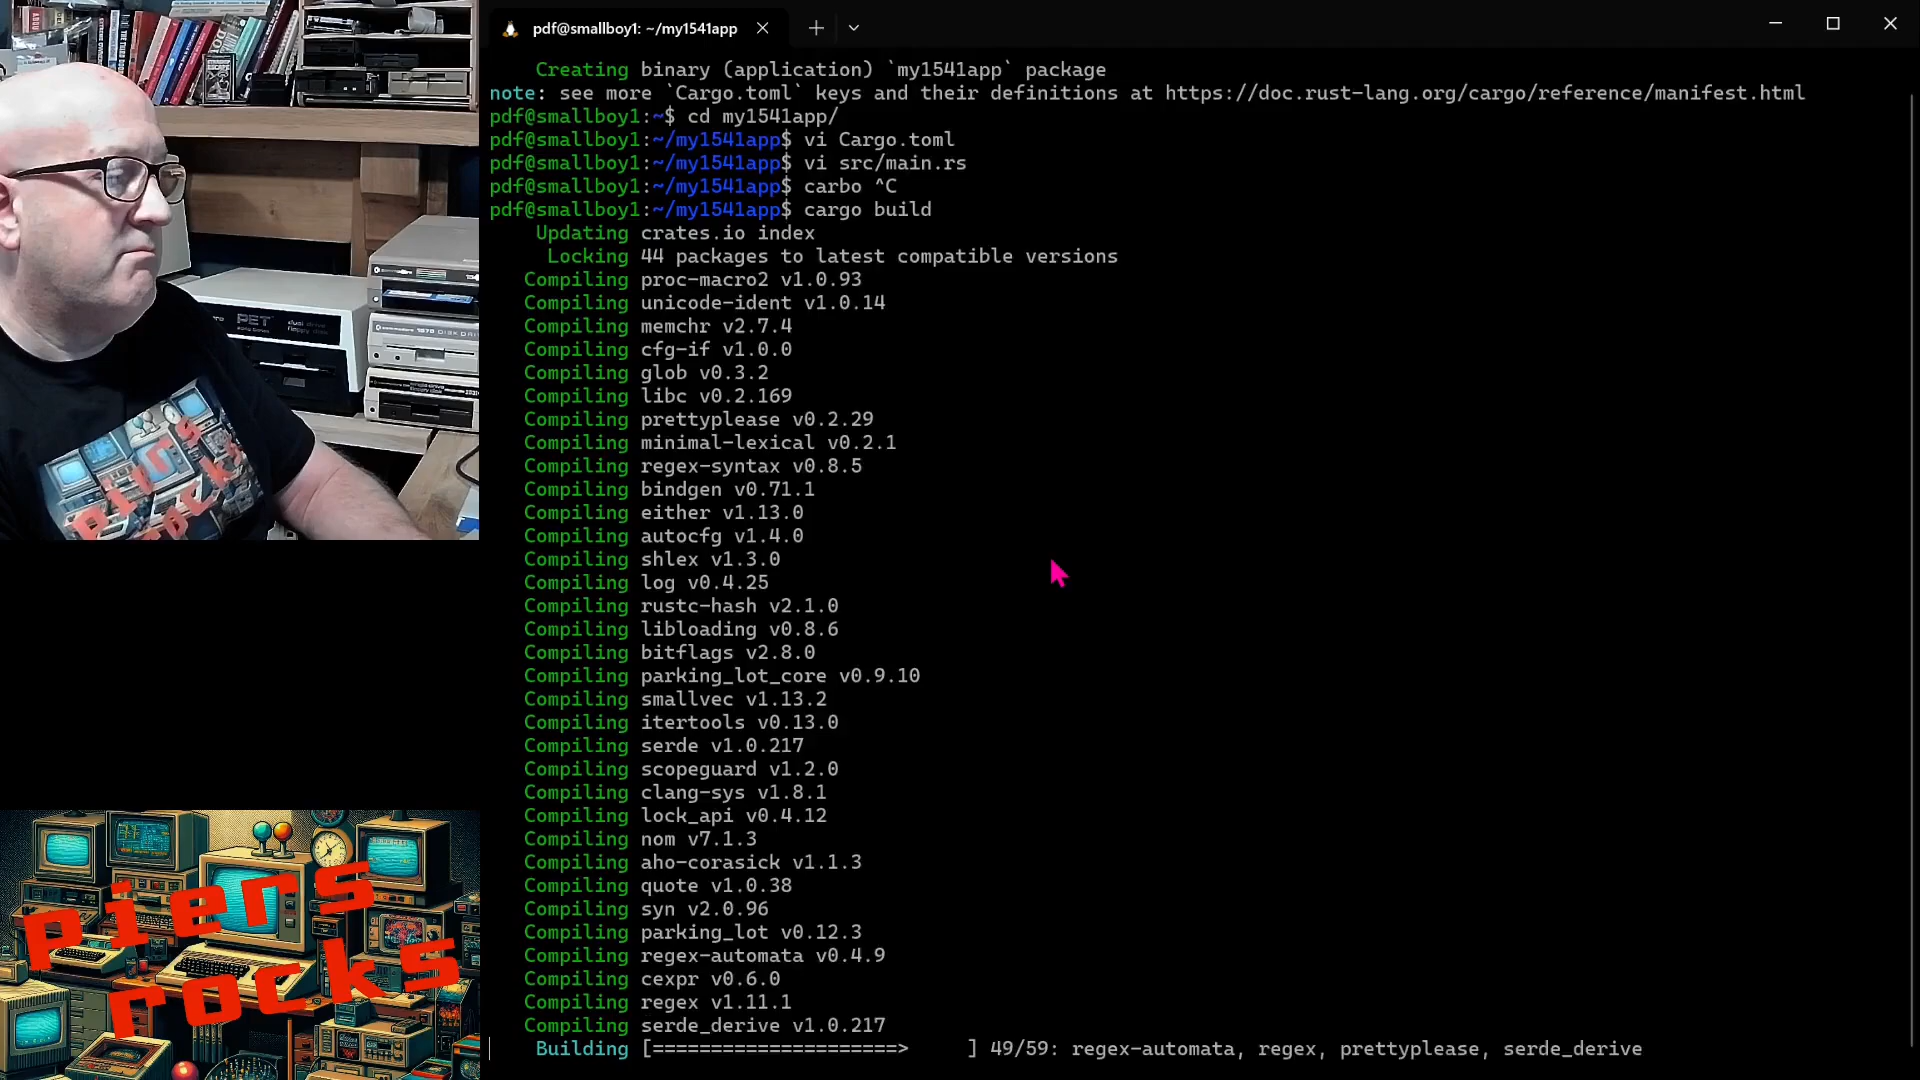 pdf@smallboy1: ~/my1541app
Creating binary (application) `my1541app` package
note: see more `Cargo.toml` keys and their definitions at https://doc.rust-lang.org/cargo/reference/manifest.html
pdf@smallboy1:~$ cd my1541app/
pdf@smallboy1:~/my1541app$ vi Cargo.toml
pdf@smallboy1:~/my1541app$ vi src/main.rs
pdf@smallboy1:~/my1541app$ carbo ^C
pdf@smallboy1:~/my1541app$ cargo build
Updating crates.io index
Locking 44 packages to latest compatible versions
Compiling proc-macro2 v1.0.93
Compiling unicode-ident v1.0.14
Compiling memchr v2.7.4
Compiling cfg-if v1.0.0
Compiling glob v0.3.2
Compiling libc v0.2.169
Compiling prettyplease v0.2.29
Compiling minimal-lexical v0.2.1
Compiling regex-syntax v0.8.5
Compiling bindgen v0.71.1
Compiling either v1.13.0
Compiling autocfg v1.4.0
Compiling shlex v1.3.0
Compiling log v0.4.25
Compiling rustc-hash v2.1.0
Compiling libloading v0.8.6
Compiling bitflags v2.8.0
Compiling parking_lot_core v0.9.10
Compiling smallvec v1.13.2
Compiling itertools v0.13.0
Compiling serde v1.0.217
Compiling scopeguard v1.2.0
Compiling clang-sys v1.8.1
Compiling lock_api v0.4.12
Compiling nom v7.1.3
Compiling aho-corasick v1.1.3
Compiling quote v1.0.38
Compiling syn v2.0.96
Compiling parking_lot v0.12.3
Compiling regex-automata v0.4.9
Compiling cexpr v0.6.0
Compiling regex v1.11.1
Compiling serde_derive v1.0.217
Building [=====================>     ] 49/59: regex-automata, regex, prettyplease, serde_derive
PET dual drive
floppy disk
piers
rocks
piers
rocks